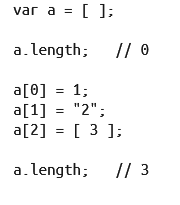 var a = [ ];
a.length;   // 0
a[0] = 1;
a[1] = "2";
a[2] = [ 3 ];
a.length;   // 3